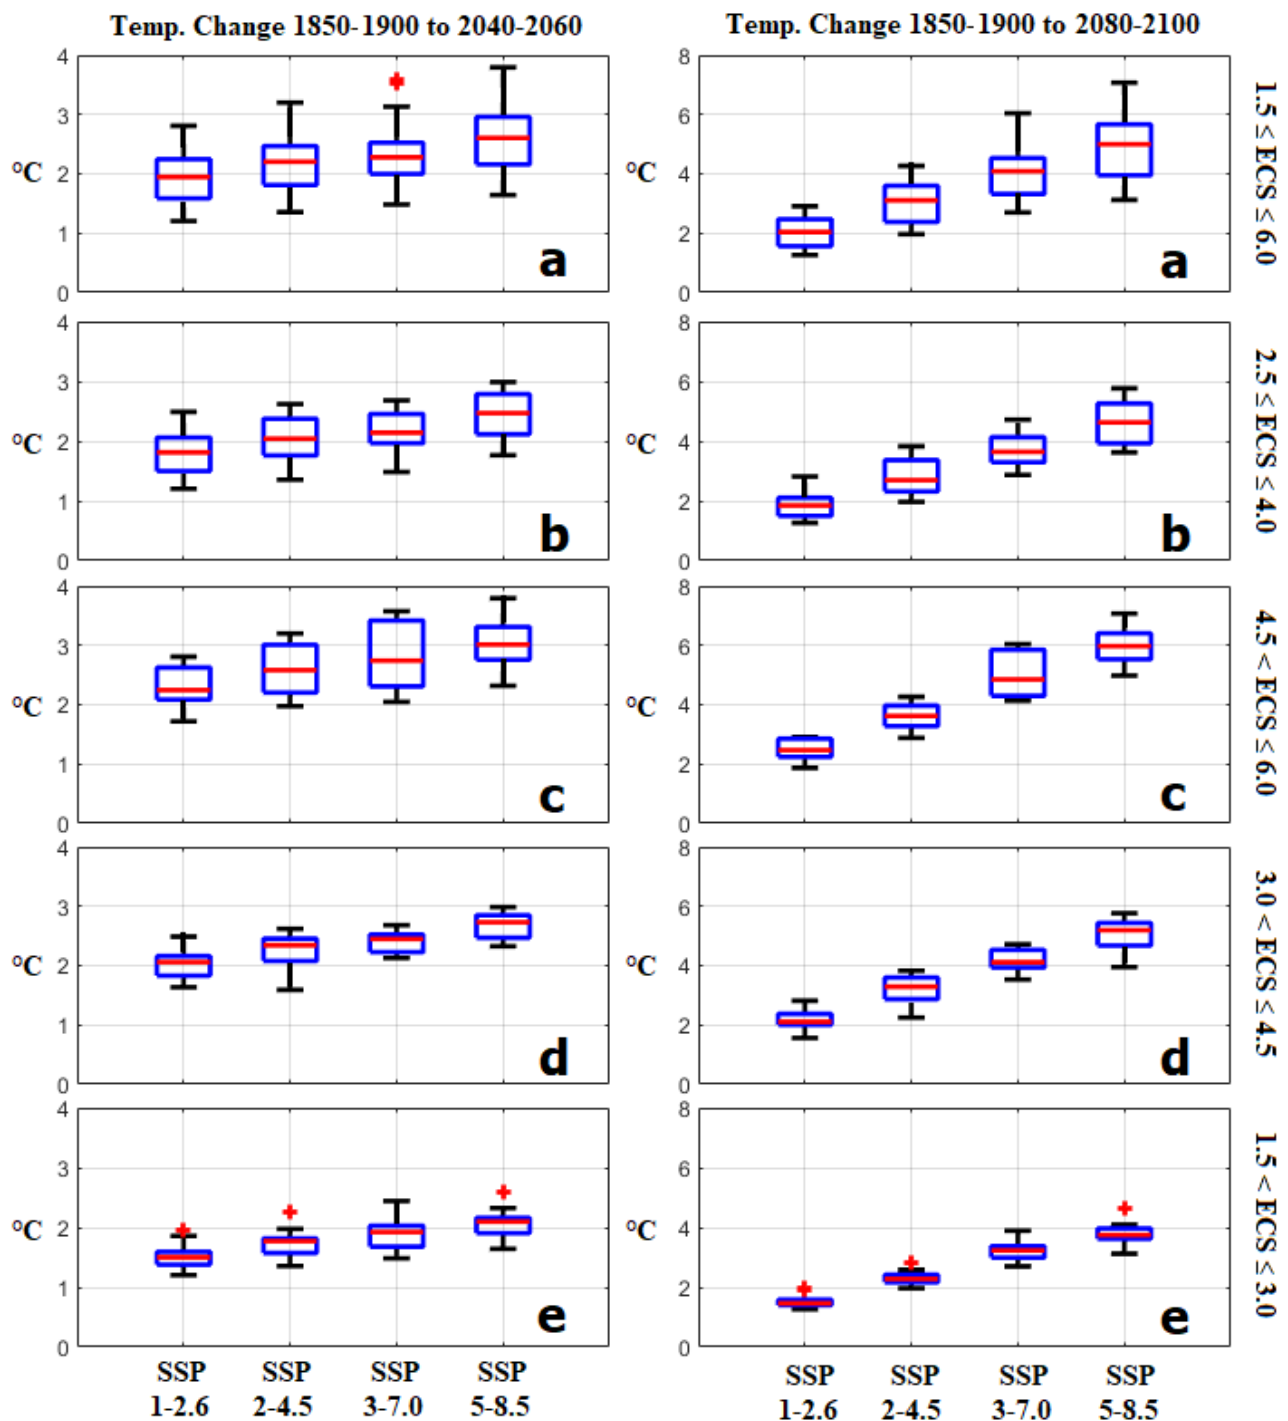 Temp. Change 1850-1900 to 2040-2060
Temp. Change 1850-1900 to 2080-2100
4
3
2
1
0
°C
a
8
6
4
2
0
°C
a
1.5 ≤ ECS ≤ 6.0
4
3
2
1
0
°C
b
8
6
4
2
0
°C
b
2.5 ≤ ECS ≤ 4.0
4
3
2
1
0
°C
c
8
6
4
2
0
°C
c
4.5 < ECS ≤ 6.0
4
3
2
1
0
°C
d
8
6
4
2
0
°C
d
3.0 < ECS ≤ 4.5
4
3
2
1
0
°C
e
8
6
4
2
0
°C
e
1.5 < ECS ≤ 3.0
SSP SSP SSP SSP
1-2.6 2-4.5 3-7.0 5-8.5
SSP SSP SSP SSP
1-2.6 2-4.5 3-7.0 5-8.5